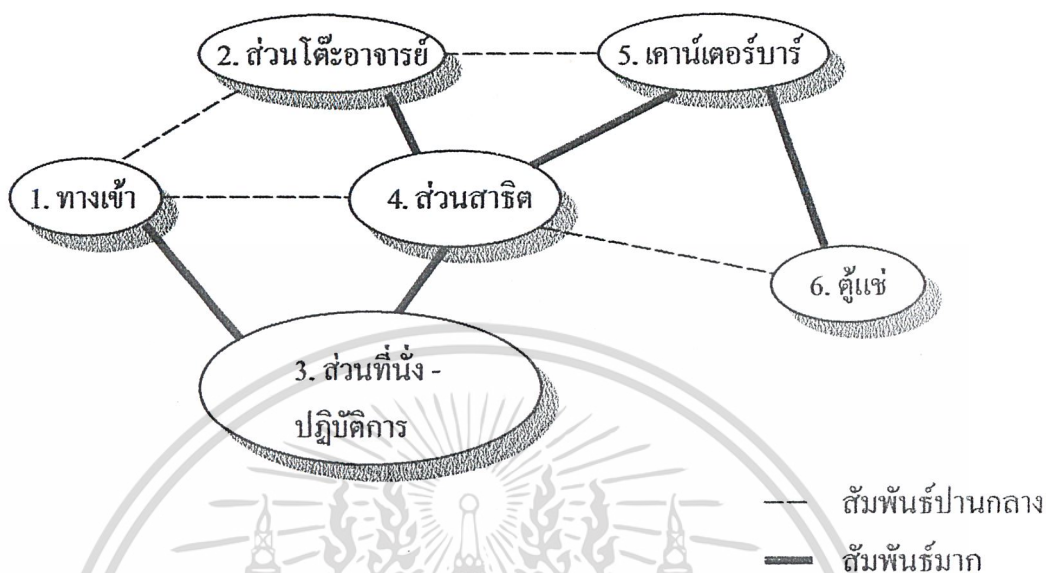 2. ส่วนโต๊ะอาจารย์
5. เคาน์เตอร์บาร์
1. ทางเข้า
4. ส่วนสาธิต
6. ตู้แช่
3. ส่วนที่นั่ง -
ปฏิบัติการ
สัมพันธ์ปานกลาง
สัมพันธ์มาก